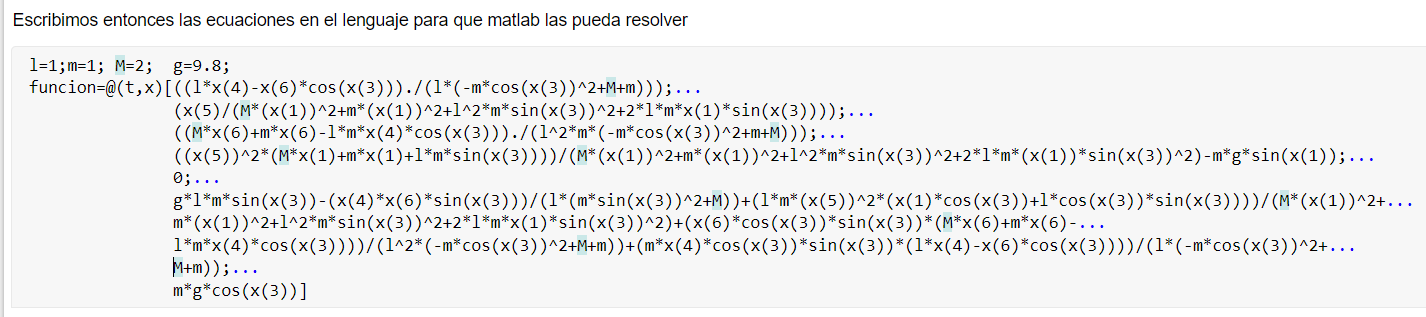 Escribimos entonces las ecuaciones en el lenguaje para que matlab las pueda resolver
l=1;m=1; M=2;  g=9.8;
funcion=@(t,x)[((l*x(4)-x(6)*cos(x(3)))./(l*(-m*cos(x(3))^2+M+m)));...
(x(5)/(M*(x(1))^2+m*(x(1))^2+l^2*m*sin(x(3))^2+2*l*m*x(1)*sin(x(3))));...
((M*x(6)+m*x(6)-l*m*x(4)*cos(x(3)))./(l^2*m*(-m*cos(x(3))^2+m+M)));...
((x(5))^2*(M*x(1)+m*x(1)+l*m*sin(x(3))))/(M*(x(1))^2+m*(x(1))^2+l^2*m*sin(x(3))^2+2*l*m*(x(1))*sin(x(3))^2)-m*g*sin(x(1));...
0;...
g*l*m*sin(x(3))-(x(4)*x(6)*sin(x(3)))/(l*(m*sin(x(3))^2+M))+(l*m*(x(5))^2*(x(1)*cos(x(3))+l*cos(x(3))*sin(x(3))))/(M*(x(1))^2+...
m*(x(1))^2+l^2*m*sin(x(3))^2+2*l*m*x(1)*sin(x(3))^2)+(x(6)*cos(x(3))*sin(x(3))*(M*x(6)+m*x(6)-...
l*m*x(4)*cos(x(3))))/(l^2*(-m*cos(x(3))^2+M+m))+(m*x(4)*cos(x(3))*sin(x(3))*(l*x(4)-x(6)*cos(x(3))))/(l*(-m*cos(x(3))^2+...
M+m));...
m*g*cos(x(3))]